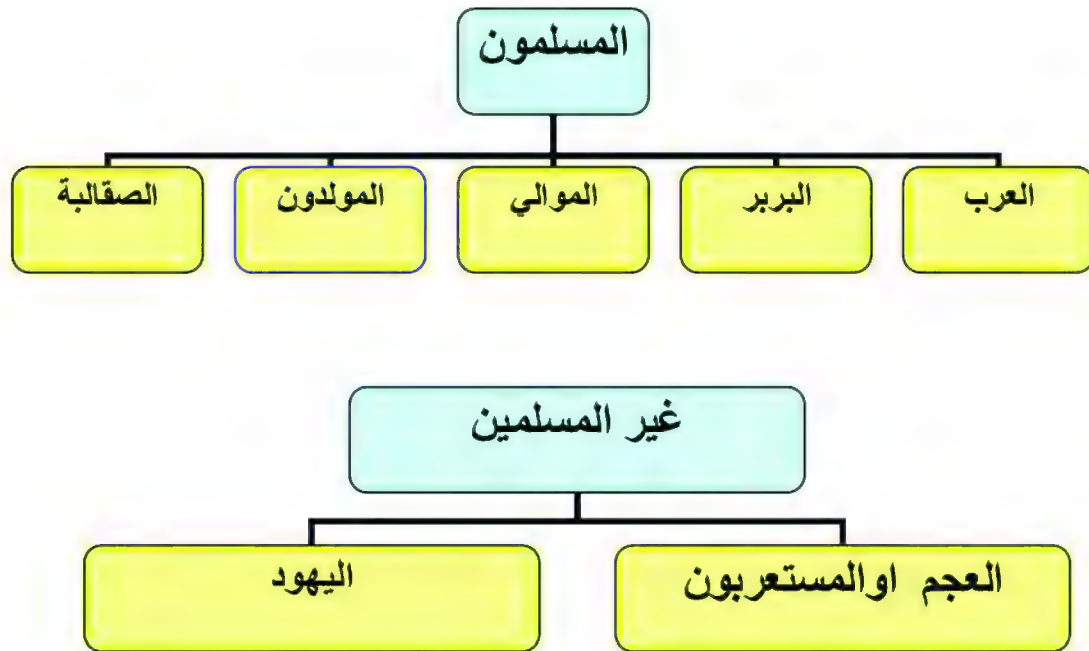 المسلمون
العرب
البربر
الموالي
المولدون
الصقالبة
غير المسلمين
العجم اوالمستعربون
اليهود